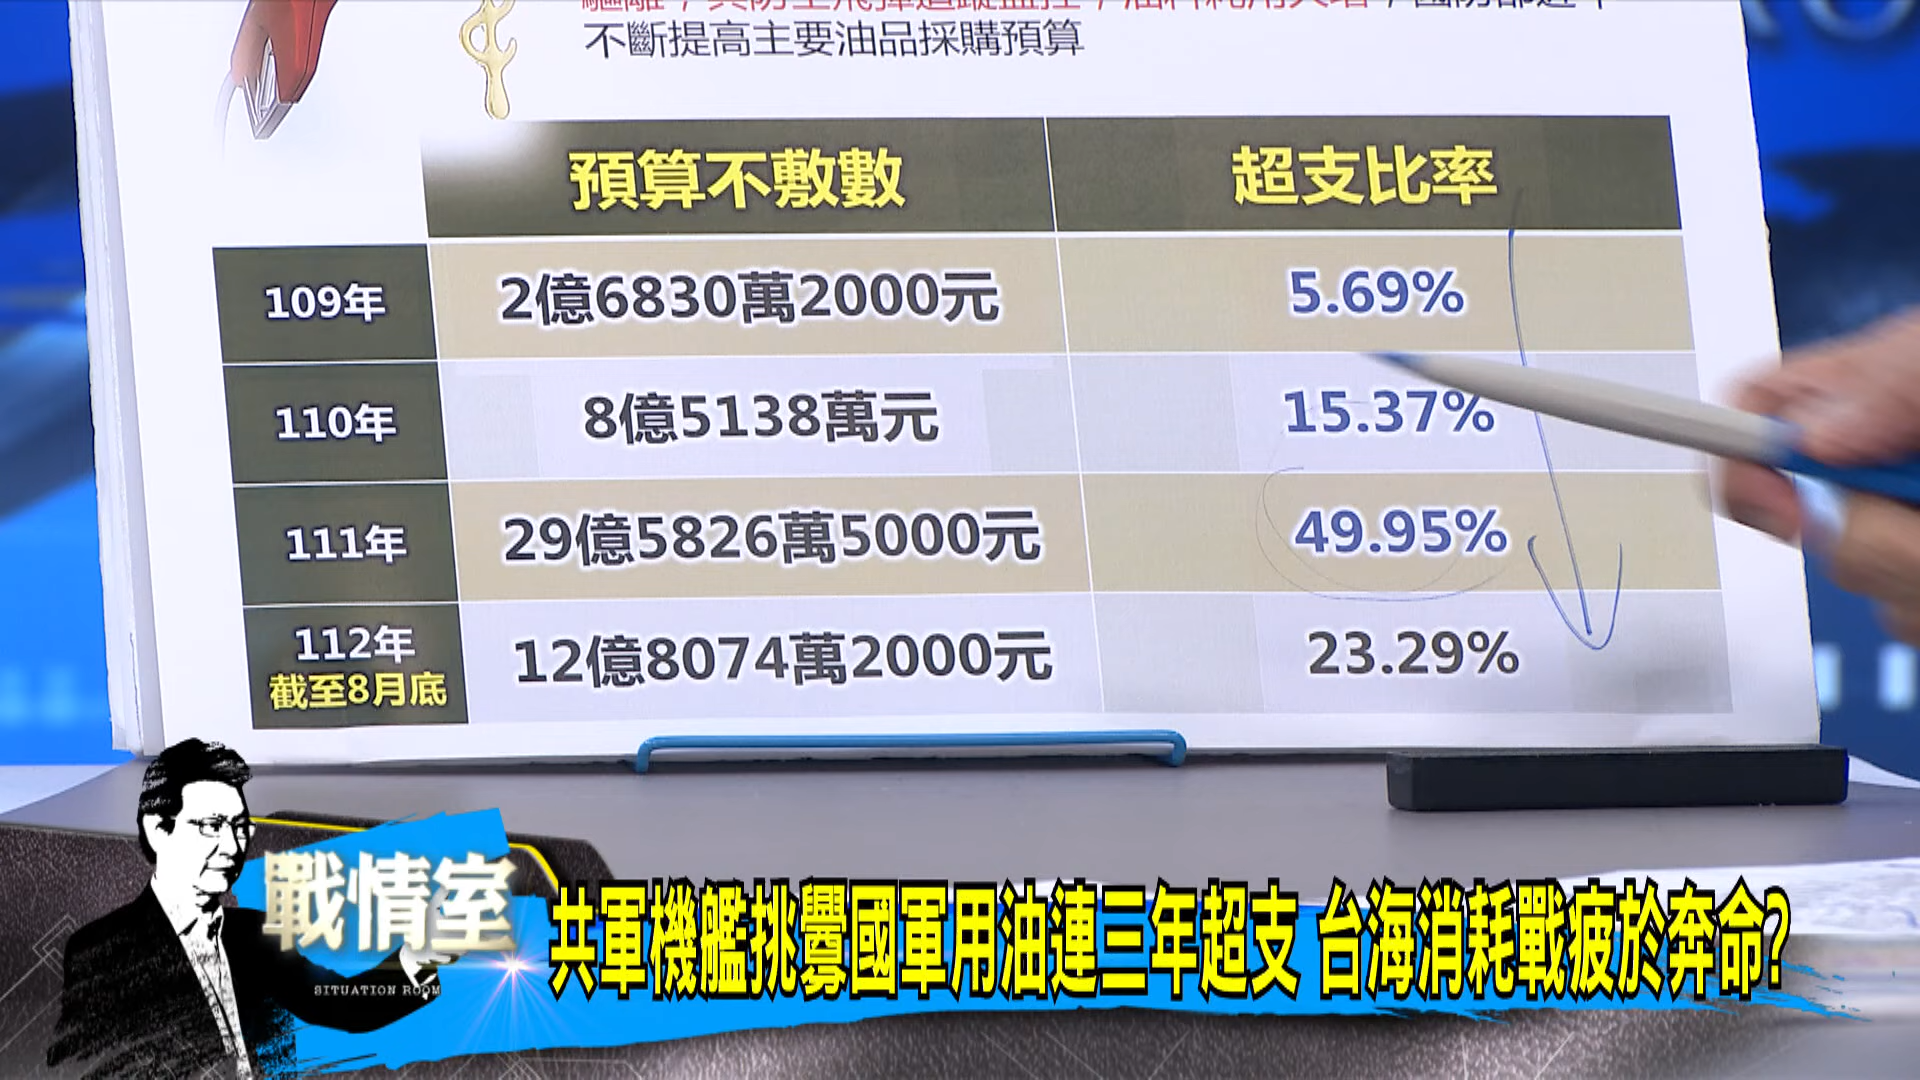 不斷提高主要油品採購預算
預算不敷數 超支比率
109年 2億6830萬2000元 5.69%
110年 8億5138萬元 15.37%
111年 29億5826萬5000元 49.95%
112年 截至8月底 12億8074萬2000元 23.29%
戰情室
SITUATION ROOM
共軍機艦挑釁國軍用油連三年超支 台海消耗戰疲於奔命?